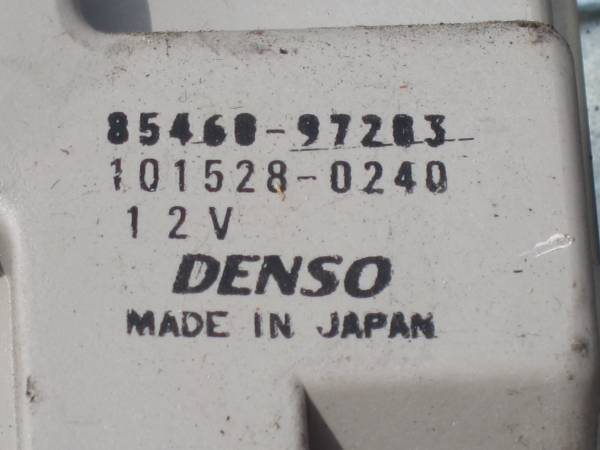 85460-97203
101528-0240
12V
DENSO
MADE IN JAPAN